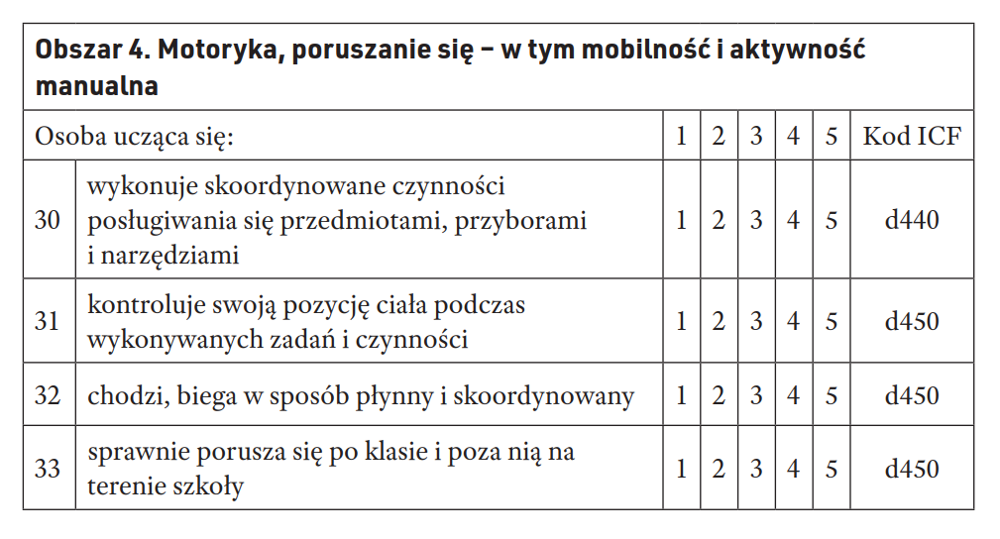 Obszar 4. Motoryka, poruszanie się – w tym mobilność i aktywność
manualna
Osoba ucząca się: 1 2 3 4 5 Kod ICF
30 wykonuje skoordynowane czynności
posługiwania się przedmiotami, przyborami
i narzędziami 1 2 3 4 5 d440
31 kontroluje swoją pozycję ciała podczas
wykonywanych zadań i czynności 1 2 3 4 5 d450
32 chodzi, biega w sposób płynny i skoordynowany 1 2 3 4 5 d450
33 sprawnie porusza się po klasie i poza nią na
terenie szkoły 1 2 3 4 5 d450